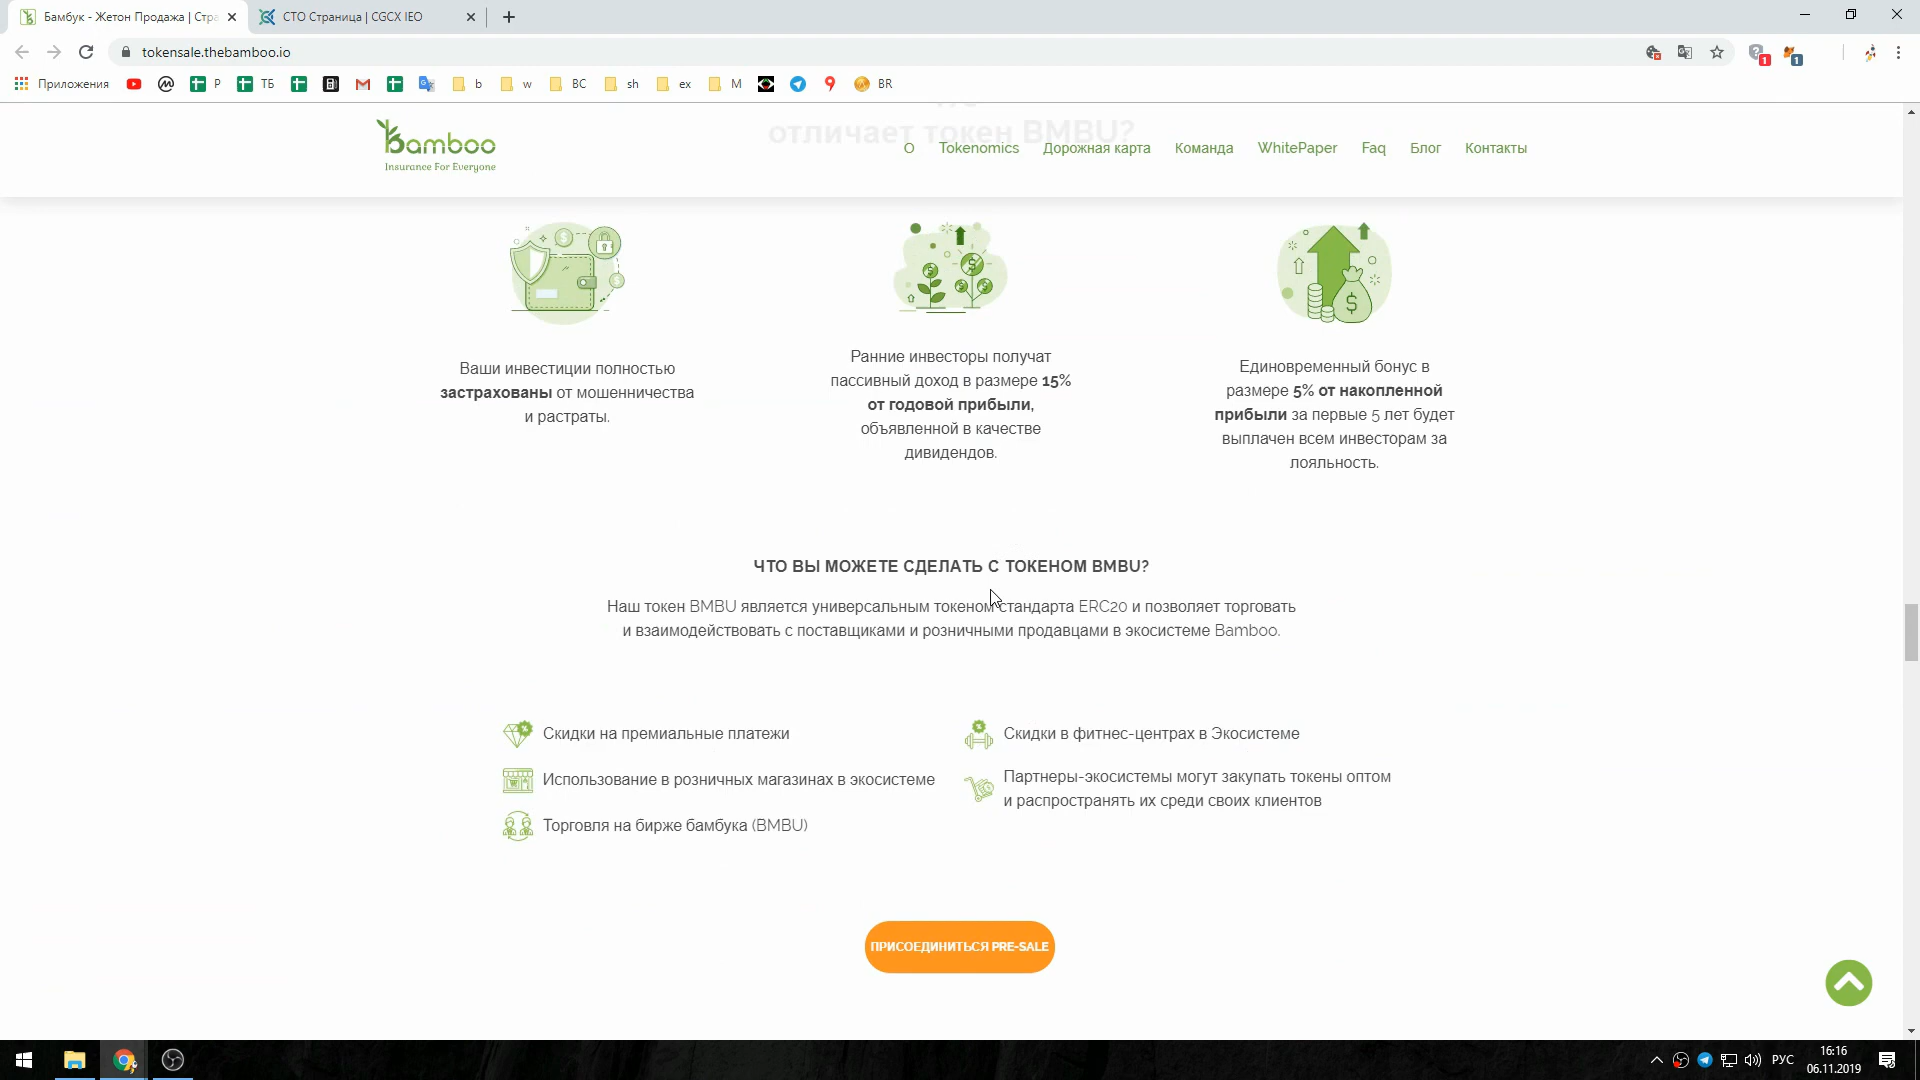 Бамбук - Жетон Продажа | Стра
СТО Страница | CGCX IEO
tokensale.thebamboo.io
Приложения
P
ТБ
b
w
BC
sh
ex
M
BR
1
1
отличает токен BMBU?
Bamboo
Insurance For Everyone
О
Tokenomics
Дорожная карта
Команда
WhitePaper
Faq
Блог
Контакты
Ваши инвестиции полностью
застрахованы от мошенничества
и растраты.
Ранние инвесторы получат
пассивный доход в размере 15%
от годовой прибыли,
объявленной в качестве
дивидендов.
Единовременный бонус в
размере 5% от накопленной
прибыли за первые 5 лет будет
выплачен всем инвесторам за
лояльность.
ЧТО ВЫ МОЖЕТЕ СДЕЛАТЬ С ТОКЕНОМ BMBU?
Наш токен BMBU является универсальным токеном стандарта ERC20 и позволяет торговать
и взаимодействовать с поставщиками и розничными продавцами в экосистеме Bamboo.
Скидки на премиальные платежи
Использование в розничных магазинах в экосистеме
Торговля на бирже бамбука (BMBU)
Скидки в фитнес-центрах в Экосистеме
Партнеры-экосистемы могут закупать токены оптом
и распространять их среди своих клиентов
ПРИСОЕДИНИТЬСЯ PRE-SALE
РУС
16:16
06.11.2019